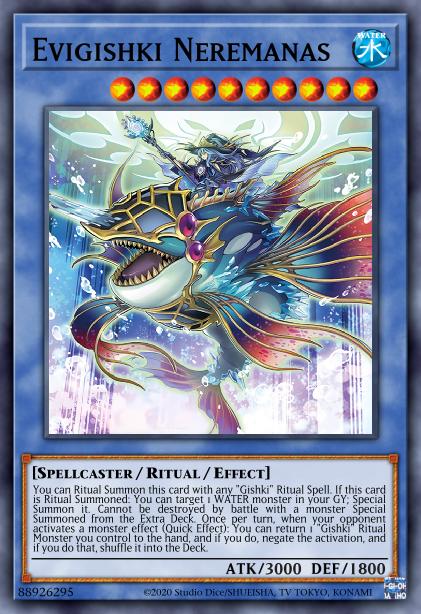 Evigishki Neremanas
WATER
水
[Spellcaster / Ritual / Effect]
You can Ritual Summon this card with any "Gishki" Ritual Spell. If this card
is Ritual Summoned: You can target 1 WATER monster in your GY; Special
Summon it. Cannot be destroyed by battle with a monster Special
Summoned from the Extra Deck. Once per turn, when your opponent
activates a monster effect (Quick Effect): You can return 1 "Gishki" Ritual
Monster you control to the hand, and if you do, negate the activation, and
if you do that, shuffle it into the Deck.
ATK/3000 DEF/1800
88926295
©2020 Studio Dice/SHUEISHA, TV TOKYO, KONAMI